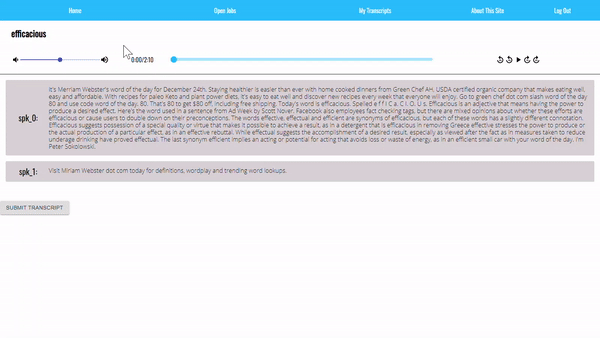 Home Open Jobs My Transcripts About This Site Log Out
efficacious
0:00/2:10
spk_0:
It's Merriam Webster's word of the day for December 24th. Staying healthier is easier than ever with home cooked dinners from Green Chef AH, USDA certified organic company that makes eating well,
easy and affordable. With recipes for paleo Keto and plant power diets, it's easy to eat well and discover new recipes every week that everyone will enjoy. Go to green chef dot com slash word of the day
80 and use code word of the day. 80. That's 80 to get $80 off, including free shipping. Today's word is efficacious. Spelled e f f I C a, C I, O, U s. Efficacious is an adjective that means having the power to
produce a desired effect. Here's the word used in a sentence from Ad Week by Scott Nover. Facebook also employees fact checking tags, but there are mixed opinions about whether these efforts are
efficacious or cause users to double down on their preconceptions. The words effective, effectual and efficient are synonyms of efficacious, but each of these words has a slightly different connotation.
Efficacious suggests possession of a special quality or virtue that makes it possible to achieve a result, as in a detergent that is efficacious in removing Greece effective stresses the power to produce or
the actual production of a particular effect, as in an effective rebuttal. While effectual suggests the accomplishment of a desired result, especially as viewed after the fact as in measures taken to reduce
underage drinking have proved effectual. The last synonym efficient implies an acting or potential for acting that avoids loss or waste of energy, as in an efficient small car with your word of the day. I'm
Peter Sokolowski.
spk_1:
Visit Miriam Webster dot com today for definitions, wordplay and trending word lookups.
SUBMIT TRANSCRIPT